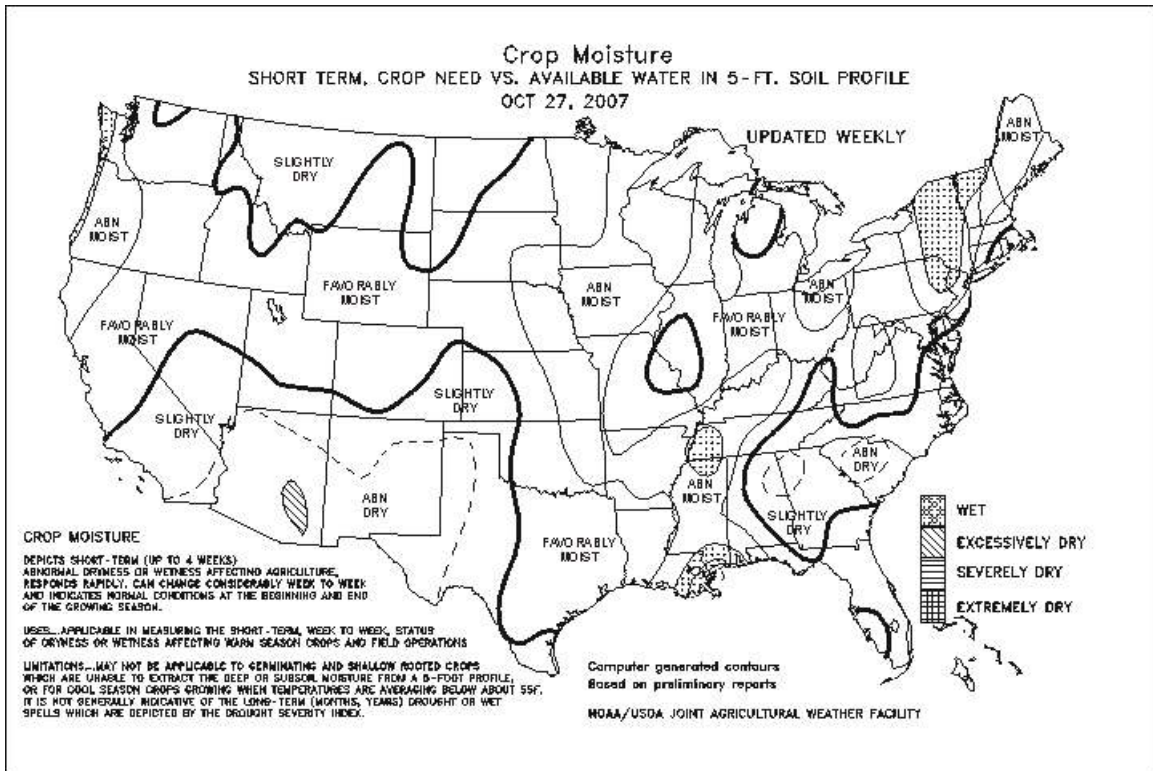 Crop Moisture
SHORT TERM, CROP NEED VS. AVAILABLE WATER IN 5-FT. SOIL PROFILE
OCT 27, 2007
UPDATED WEEKLY
ABN
MOIST
SLIGHTLY
DRY
ABN
MOIST
FAVORABLY
MOIST
ABN
MOIST
ABN
MOIST
FAVORABLY
MOIST
FAVORABLY
MOIST
SLIGHTLY
DRY
SLIGHTLY
DRY
ABN
DRY
ABN
DRY
ABN
MOIST
SLIGHTLY
DRY
FAVORABLY
MOIST
WET
EXCESSIVELY DRY
SEVERELY DRY
EXTREMELY DRY
CROP MOISTURE
DEPICTS SHORT-TERM (UP TO 4 WEEKS)
ABNORMAL DRYNESS OR WETNESS AFFECTING AGRICULTURE,
RESPONDS RAPIDLY, CAN CHANGE CONSIDERABLY WEEK TO WEEK
AND INDICATES NORMAL CONDITIONS AT THE BEGINNING AND END
OF THE GROWING SEASON.
USES...APPLICABLE IN MEASURING THE SHORT-TERM, WEEK TO WEEK, STATUS
OF DRYNESS OR WETNESS AFFECTING WARM SEASON CROPS AND FIELD OPERATIONS
LIMITATIONS...MAY NOT BE APPLICABLE TO GERMINATING AND SHALLOW ROOTED CROPS
WHICH ARE UNABLE TO EXTRACT THE DEEP OR SUBSOIL MOISTURE FROM A 5-FOOT PROFILE,
OR FOR COOL SEASON CROPS GROWING WHEN TEMPERATURES ARE AVERAGING BELOW ABOUT 55F.
IT IS NOT GENERALLY INDICATIVE OF THE LONG-TERM (MONTHS, YEARS) DROUGHT OR WET
SPELLS WHICH ARE DEPICTED BY THE DROUGHT SEVERITY INDEX.
Computer generated contours
Based on preliminary reports
NOAA/USDA JOINT AGRICULTURAL WEATHER FACILITY